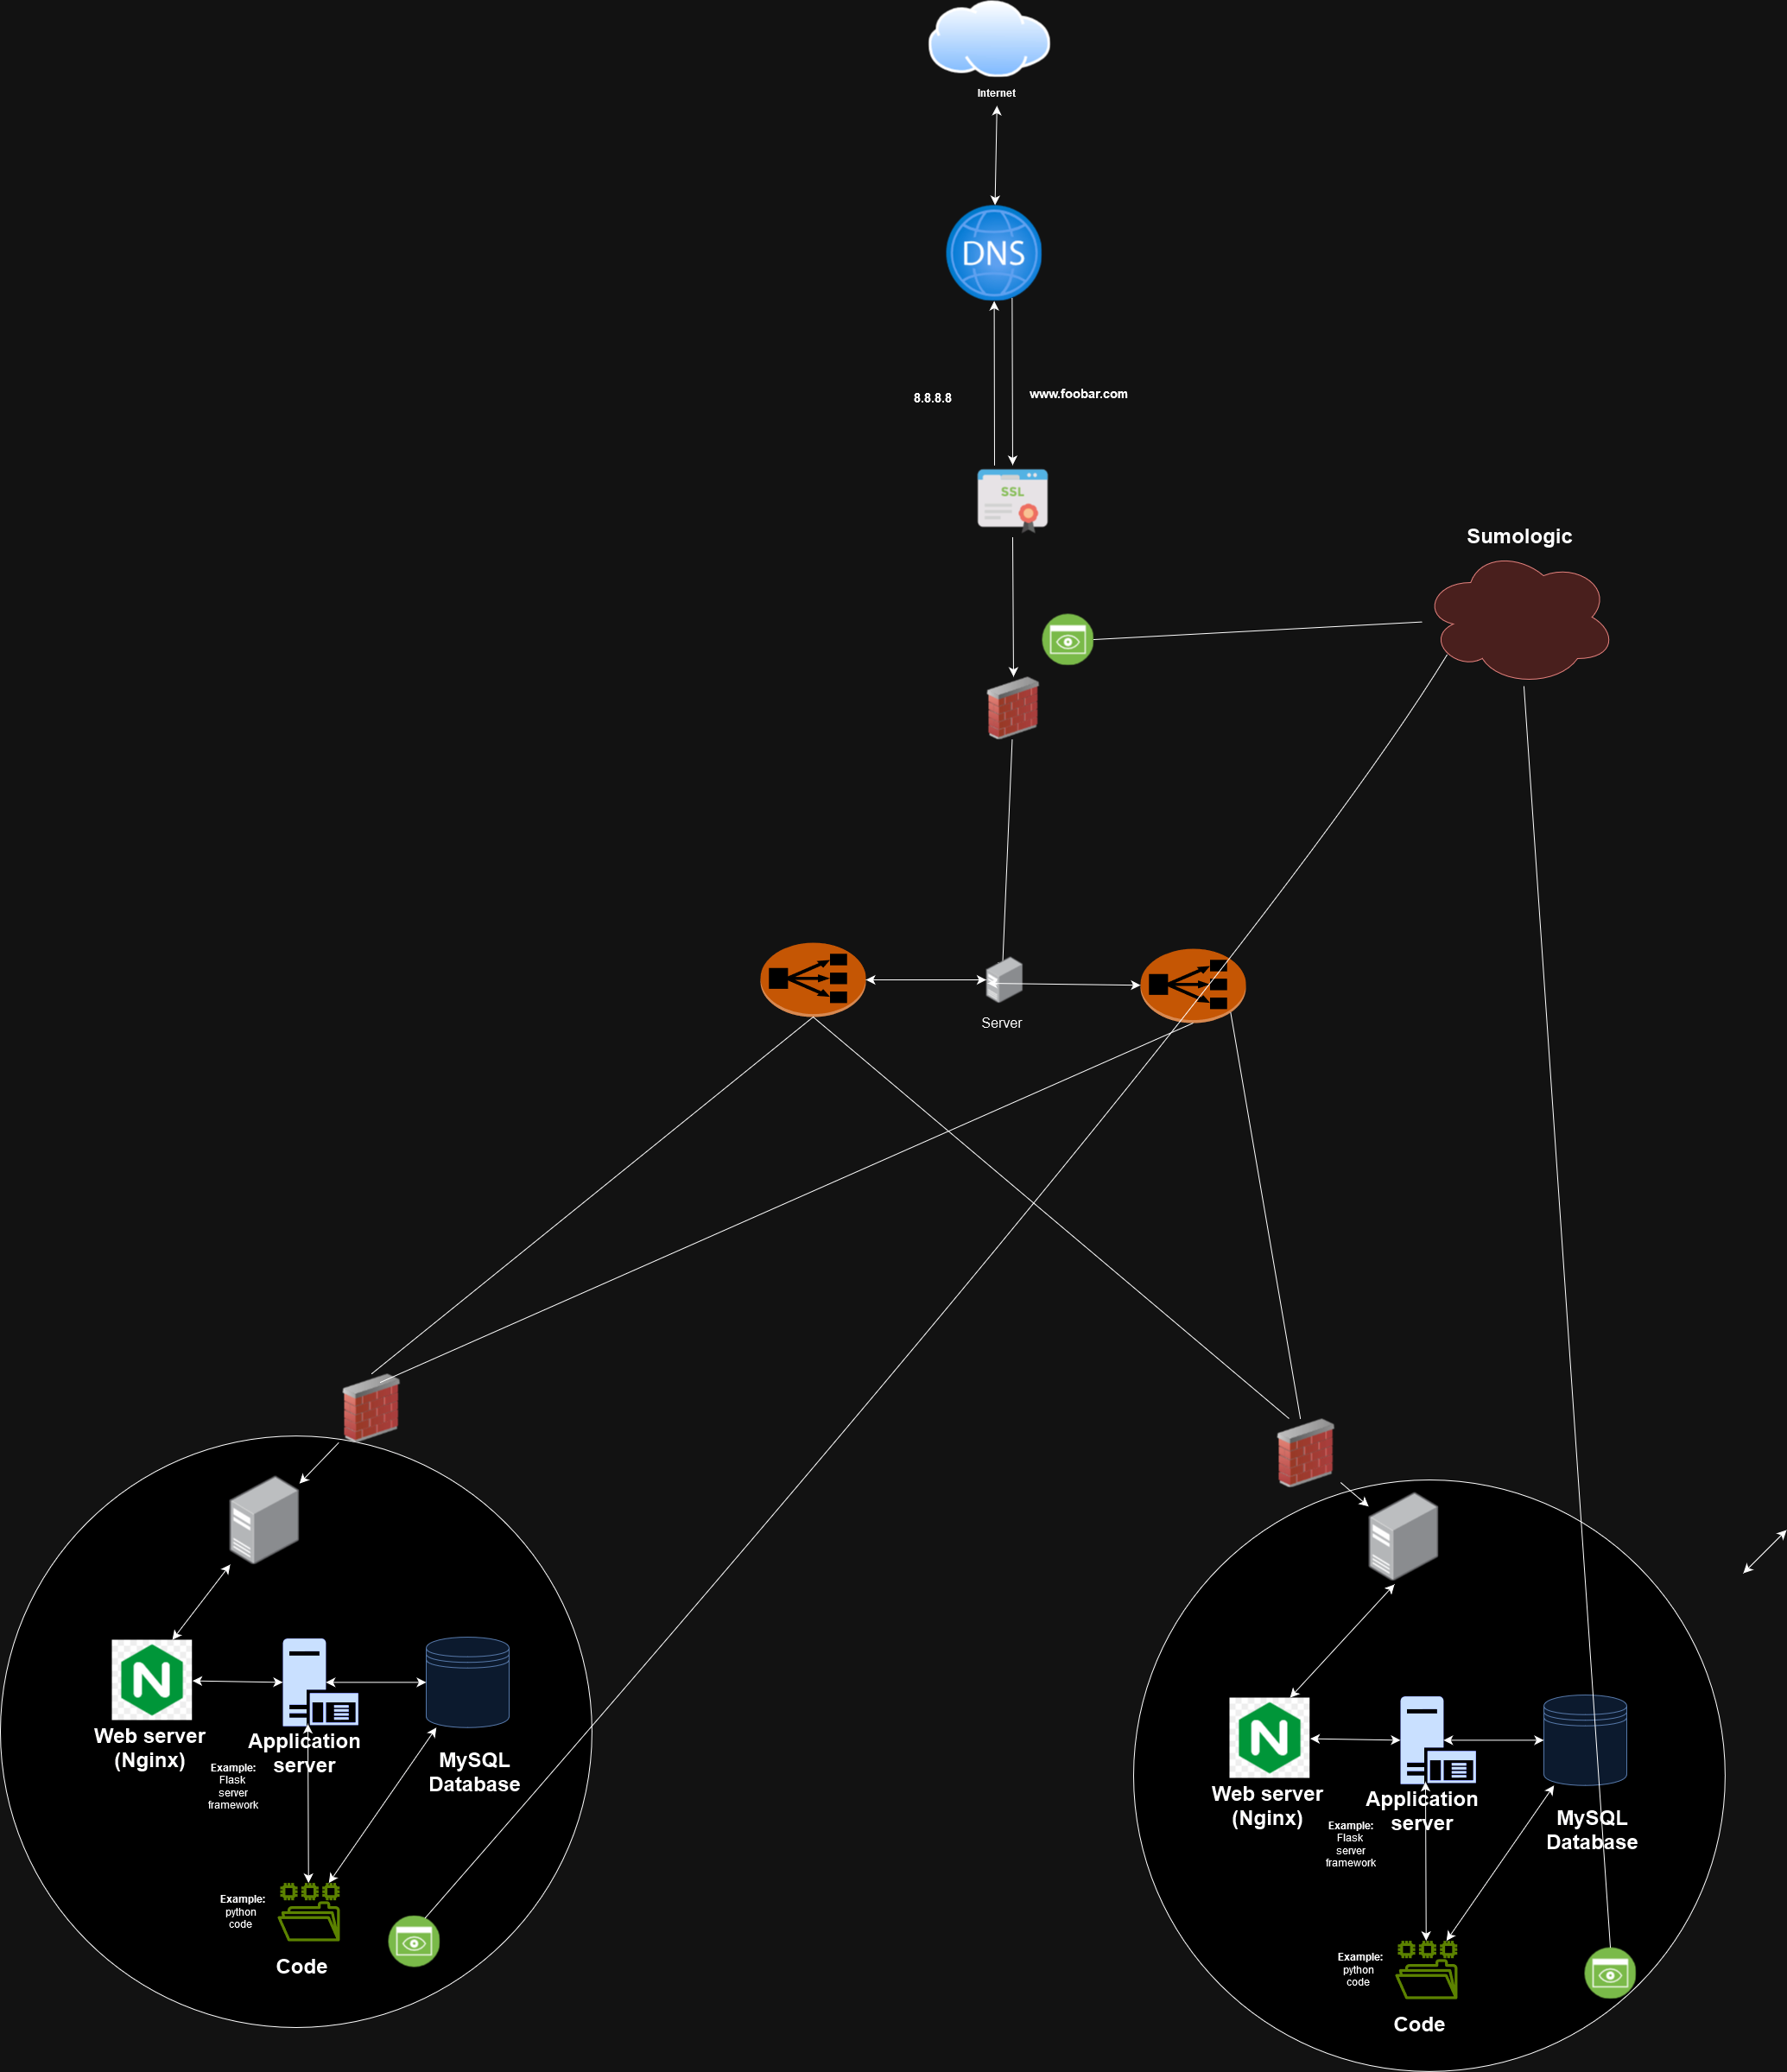 Internet
DNS
8.8.8.8
www.foobar.com
SSL
Sumologic
Server
N
Web server
(Nginx)
Application
server
Example:
Flask
server
framework
MySQL
Database
Example:
python
code
Code
N
Web server
(Nginx)
Application
server
Example:
Flask
server
framework
MySQL
Database
Example:
python
code
Code